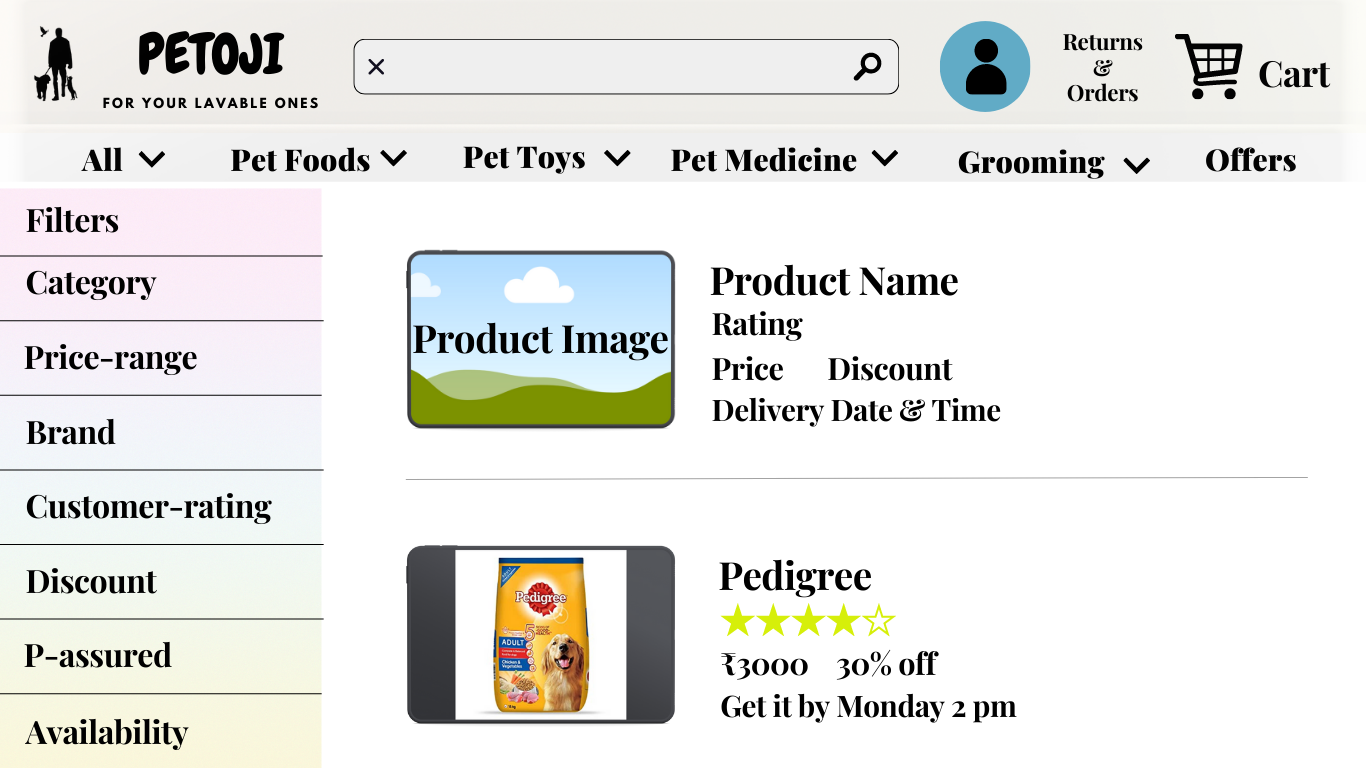 PETOJI
FOR YOUR LAVABLE ONES
Returns
&
Orders
Cart
All
Pet Foods
Pet Toys
Pet Medicine
Grooming
Offers
Filters
Category
Price-range
Brand
Customer-rating
Discount
P-assured
Availability
Product Image
Product Name
Rating
Price Discount
Delivery Date & Time
Pedigree
5
ADULT
Chicken &
Vegetables
Pedigree
₹3000 30% off
Get it by Monday 2 pm